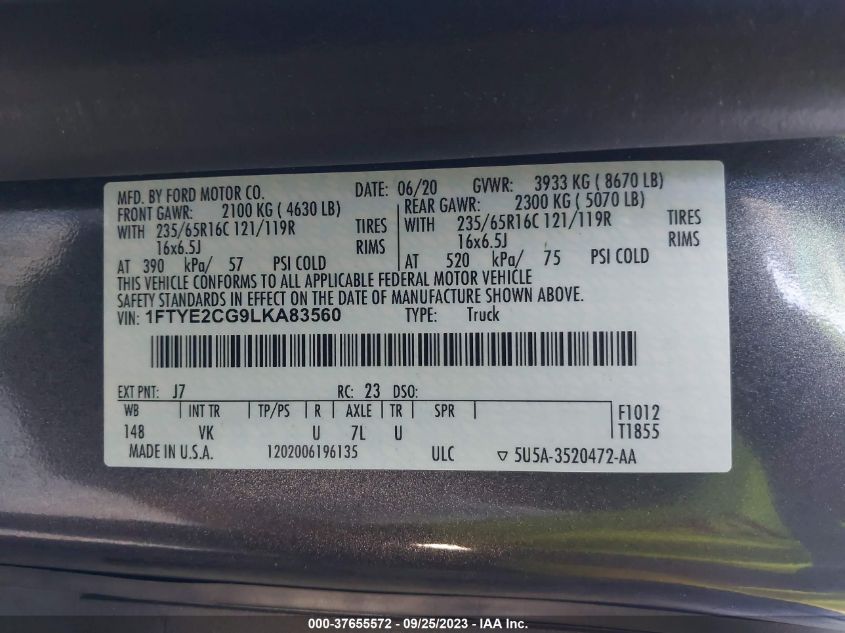 MFD. BY FORD MOTOR CO. DATE: 06/20 GVWR: 3933 KG ( 8670 LB)
FRONT GAWR: 2100 KG ( 4630 LB) REAR GAWR: 2300 KG ( 5070 LB)
WITH 235/65R16C 121/119R TIRES WITH 235/65R16C 121/119R TIRES
16x6.5J RIMS 16x6.5J RIMS
AT 390 kPa/ 57 PSI COLD AT 520 kPa/ 75 PSI COLD
THIS VEHICLE CONFORMS TO ALL APPLICABLE FEDERAL MOTOR VEHICLE
SAFETY STANDARDS IN EFFECT ON THE DATE OF MANUFACTURE SHOWN ABOVE.
VIN: 1FTYE2CG9LKA83560 TYPE: Truck
EXT PNT: J7 RC: 23 DSO:
WB INT TR TP/PS R AXLE TR SPR F1012
148 VK U 7L U T1855
MADE IN U.S.A. 1202006196135 ULC ▽ 5U5A-3520472-AA
000-37655572 - 09/25/2023 - IAA Inc.